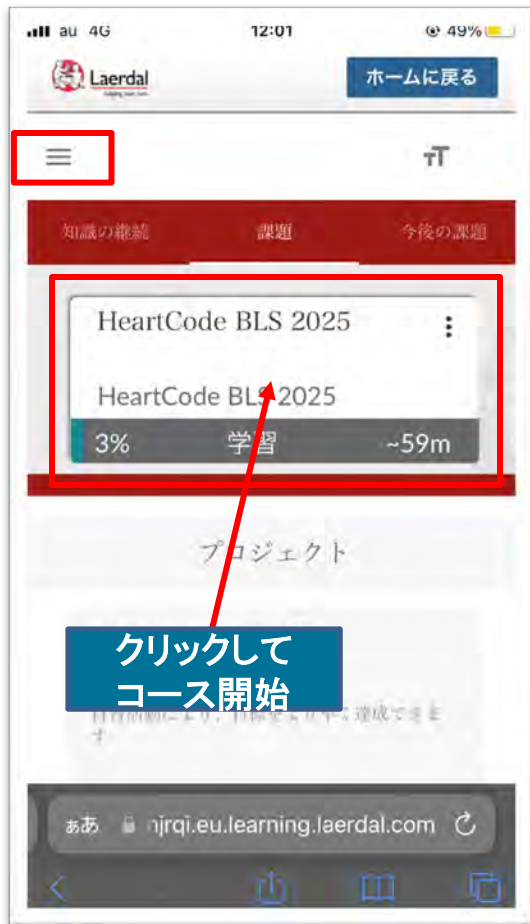 au 4G 12:01 49%
Laerdal
ホームに戻る
知識の継続 課題 今後の課題
HeartCode BLS 2025
HeartCode BLS 2025
3% 学習 ~59m
プロジェクト
クリックして
コース開始
ああ njrqi.eu.learning.laerdal.com